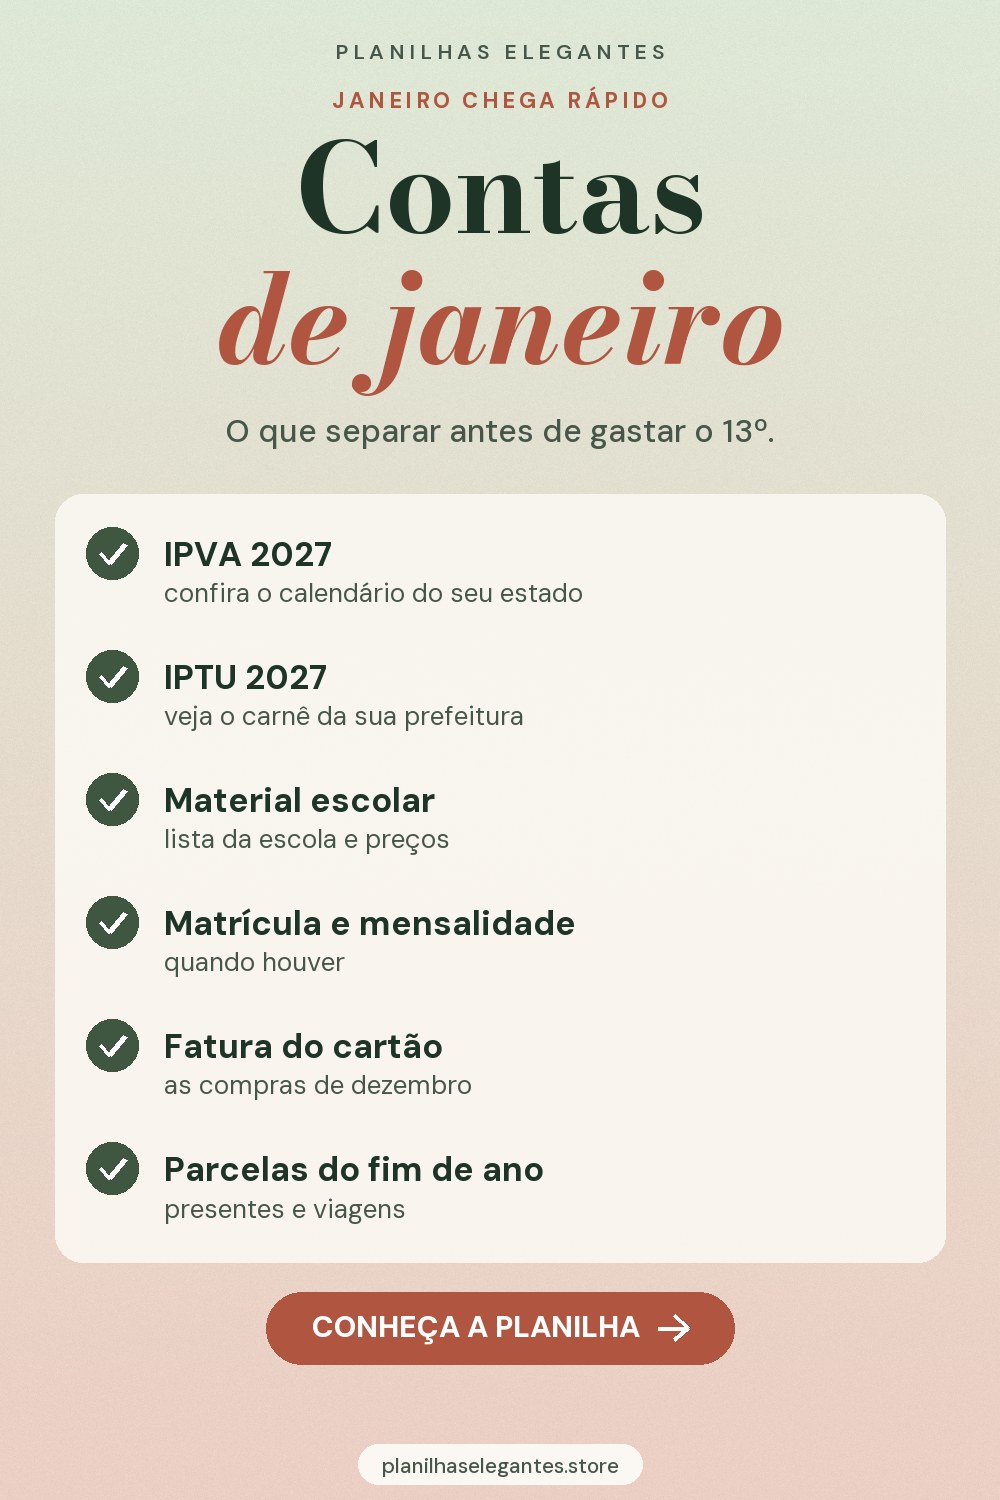 PLANILHAS ELEGANTES
JANEIRO CHEGA RÁPIDO
Contas
de janeiro
O que separar antes de gastar o 13º.
IPVA 2027
confira o calendário do seu estado
IPTU 2027
veja o carnê da sua prefeitura
Material escolar
lista da escola e preços
Matrícula e mensalidade
quando houver
Fatura do cartão
as compras de dezembro
Parcelas do fim de ano
presentes e viagens
CONHEÇA A PLANILHA →
planilhaselegantes.store